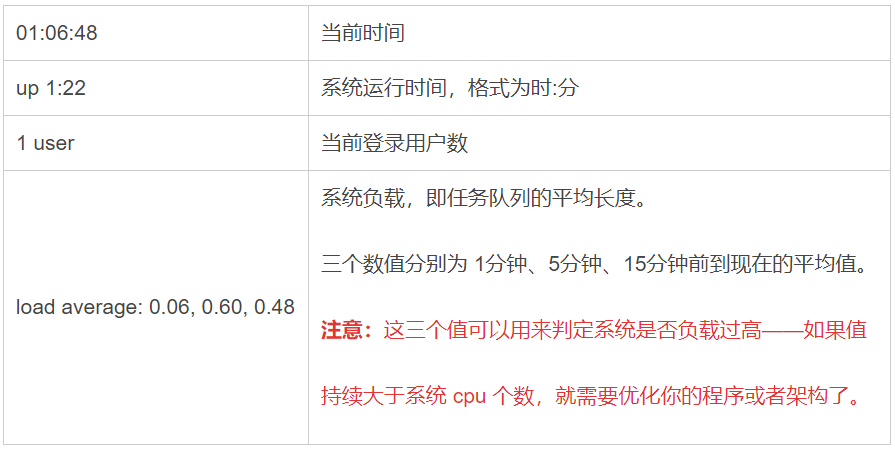 01:06:48 当前时间
up 1:22 系统运行时间，格式为时:分
1 user 当前登录用户数
load average: 0.06, 0.60, 0.48
系统负载，即任务队列的平均长度。
三个数值分别为 1分钟、5分钟、15分钟前到现在的平均值。
注意：这三个值可以用来判定系统是否负载过高——如果值
持续大于系统 cpu 个数，就需要优化你的程序或者架构了。